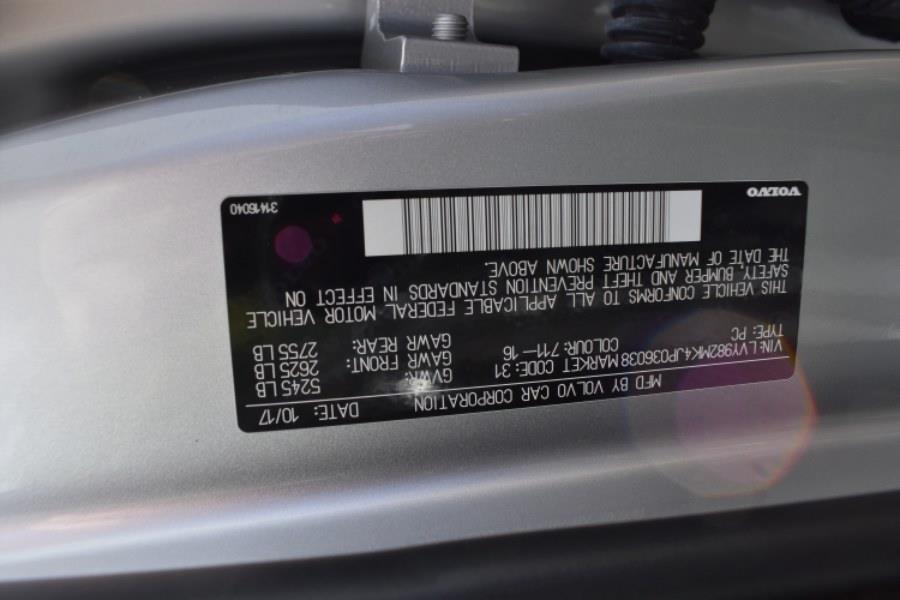 MFD BY VOLVO CAR CORPORATION DATE: 10/17
VIN: LVY982MK4JP036038 MARKET CODE: 31 GVWR: 5245 LB
TYPE: PC COLOUR: 711-16 GAWR FRONT: 2625 LB
GAWR REAR: 2755 LB
THIS VEHICLE CONFORMS TO ALL APPLICABLE FEDERAL MOTOR VEHICLE
SAFETY, BUMPER AND THEFT PREVENTION STANDARDS IN EFFECT ON
THE DATE OF MANUFACTURE SHOWN ABOVE.
VOLVO 31416040